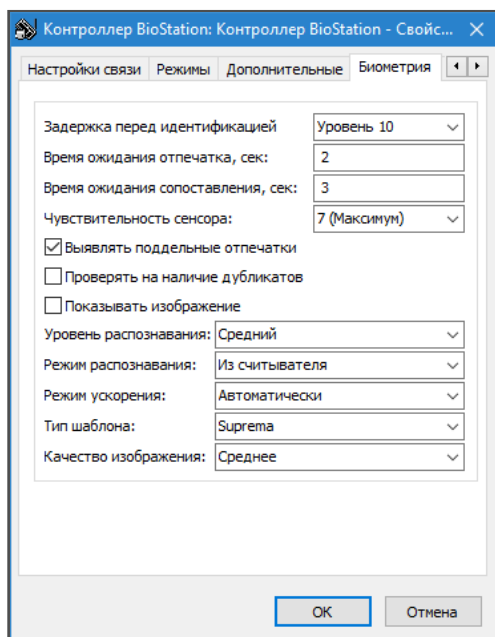 Контроллер BioStation: Контроллер BioStation - Свойс...
Настройки связи Режимы Дополнительные Биометрия
Задержка перед идентификацией Уровень 10
Время ожидания отпечатка, сек: 2
Время ожидания сопоставления, сек: 3
Чувствительность сенсора: 7 (Максимум)
Выявлять поддельные отпечатки
Проверять на наличие дубликатов
Показывать изображение
Уровень распознавания: Средний
Режим распознавания: Из считывателя
Режим ускорения: Автоматически
Тип шаблона: Suprema
Качество изображения: Среднее
ОК Отмена